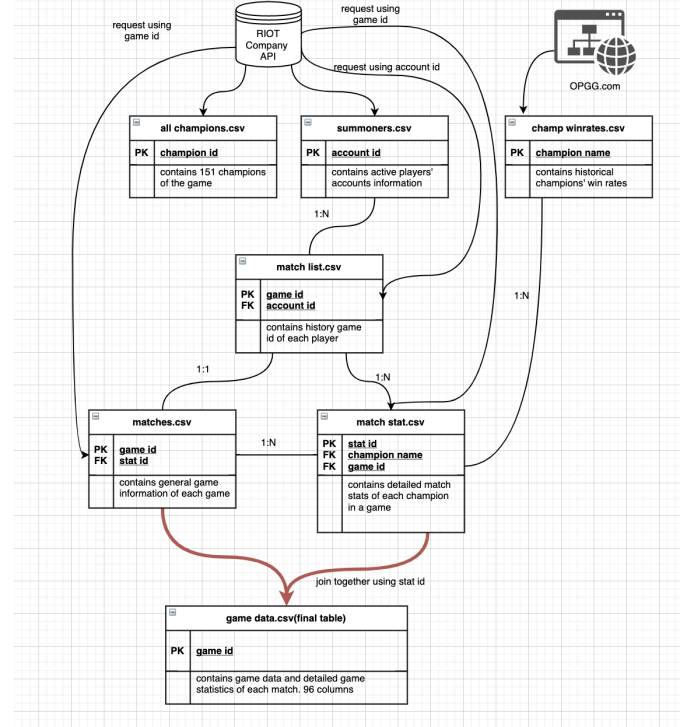 request using
game id
RIOT
Company
API
request using
game id
request using account id
OPGG.com
all champions.csv
PK champion id
contains 151 champions
of the game
summoners.csv
PK account id
contains active players'
accounts information
champ winrates.csv
PK champion name
contains historical
champions' win rates
1:N
match list.csv
PK game id
FK account id
contains history game
id of each player
1:N
1:1
1:N
matches.csv
PK game id
FK stat id
contains general game
information of each game
1:N
match stat.csv
PK stat id
FK champion name
FK game id
contains detailed match
stats of each champion
in a game
join together using stat id
game data.csv(final table)
PK game id
contains game data and detailed game
statistics of each match. 96 columns